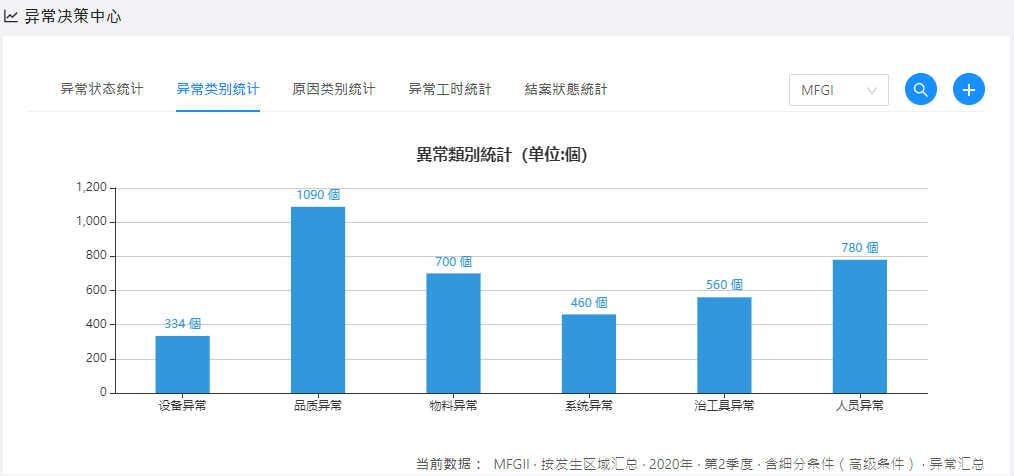 异常决策中心
异常状态统计 异常类别统计 原因类别统计 异常工时統計 結案狀態統計 MFGI
異常類別統計（单位:個）
1,200
1090 個
1,000
800
780 個
700 個
600
560 個
460 個
400
334 個
200
0
设备异常 品质异常 物料异常 系统异常 治工具异常 人员异常
当前数据： MFGII · 按发生区域汇总 · 2020年 · 第2季度 · 含细分条件（高级条件） · 异常汇总